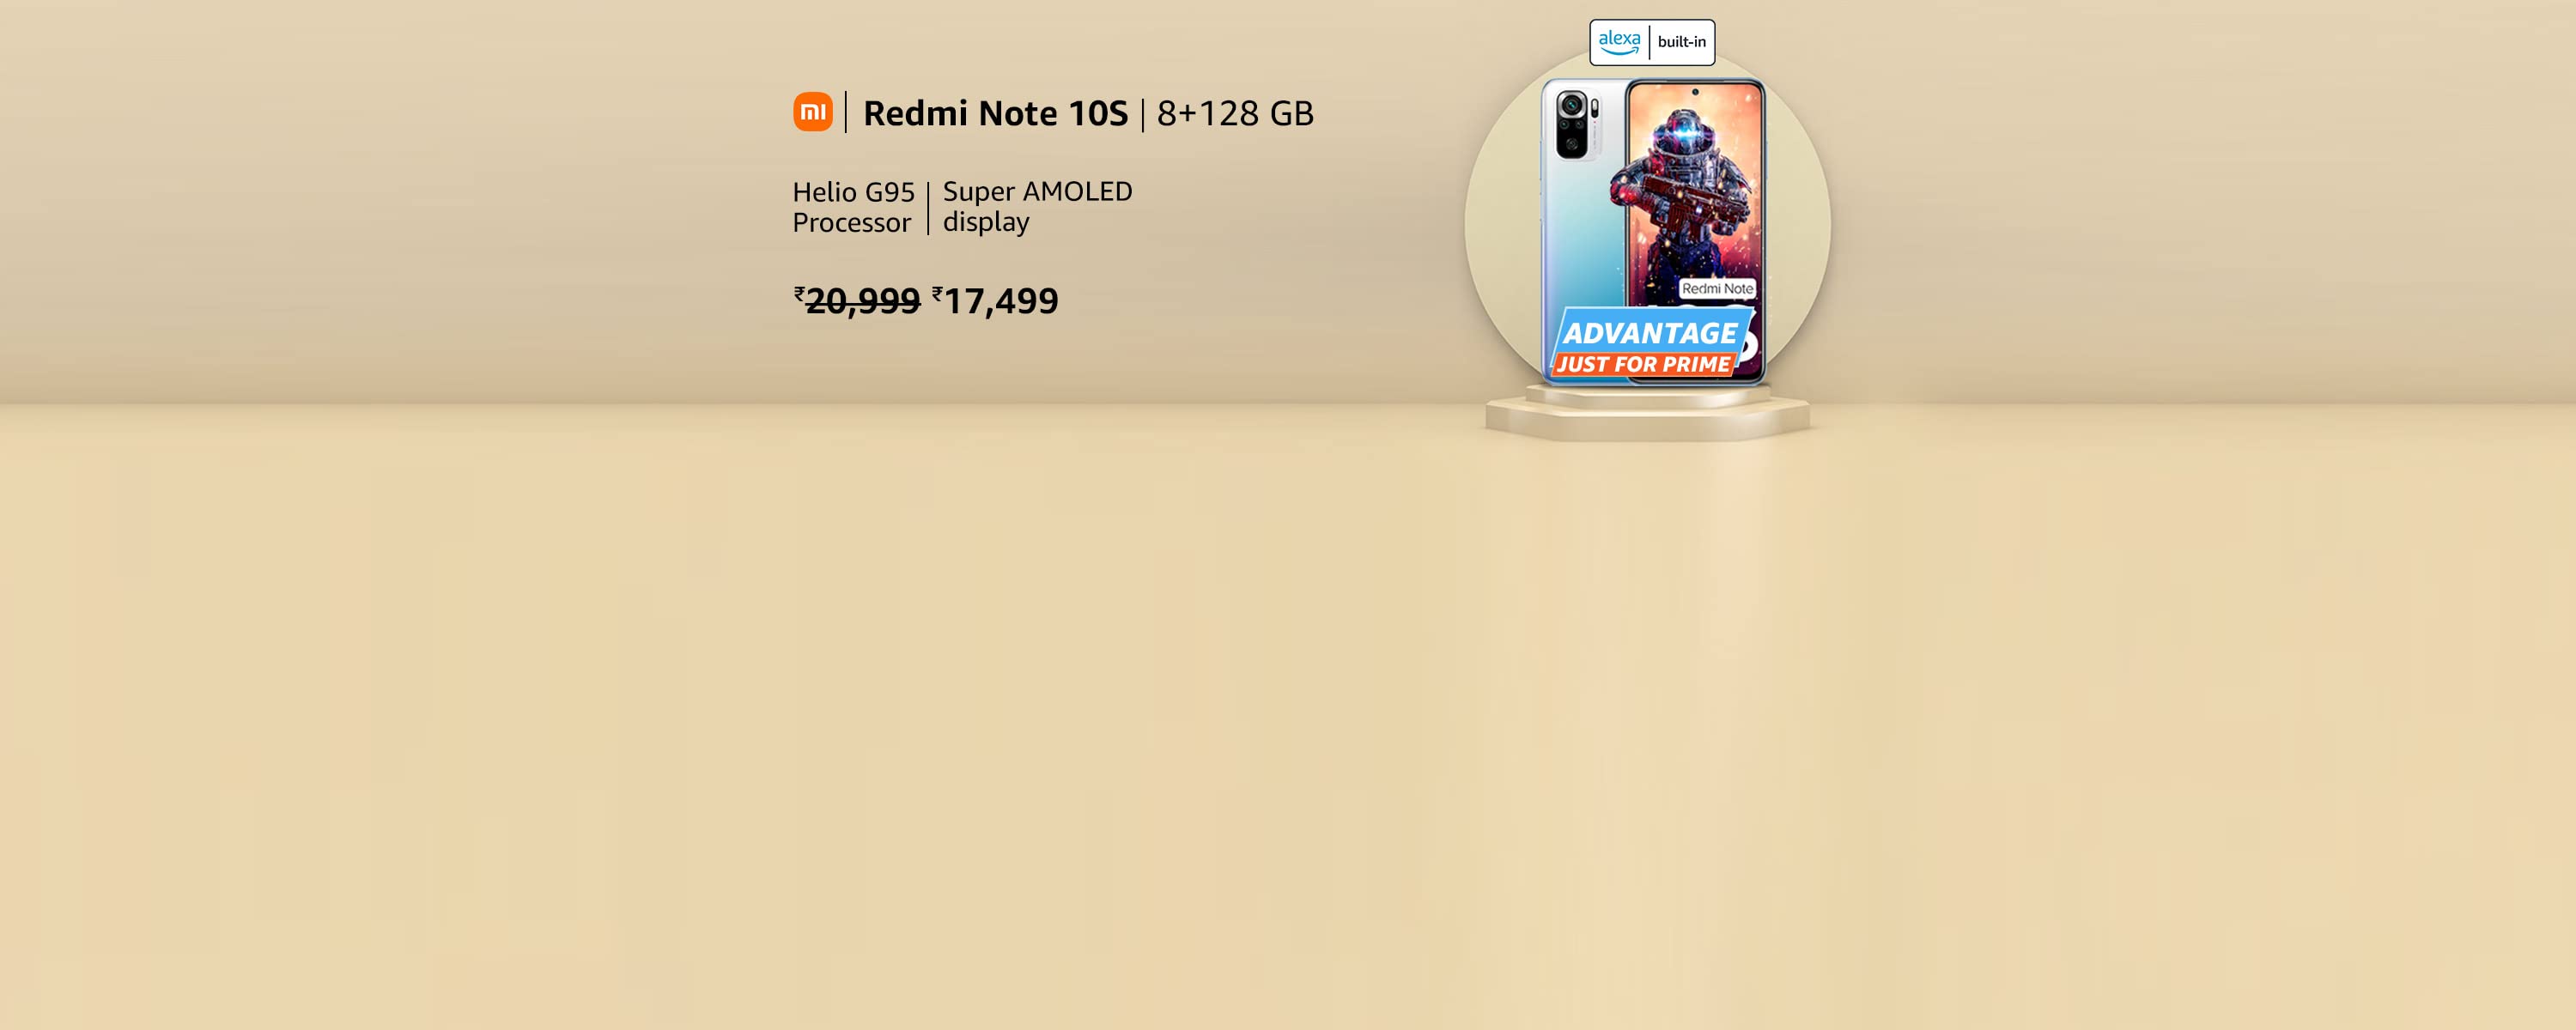 alexa | built-in
mi | Redmi Note 10S | 8+128 GB
Helio G95
Processor
Super AMOLED
display
₹20,999 ₹17,499
Redmi Note
ADVANTAGE
JUST FOR PRIME